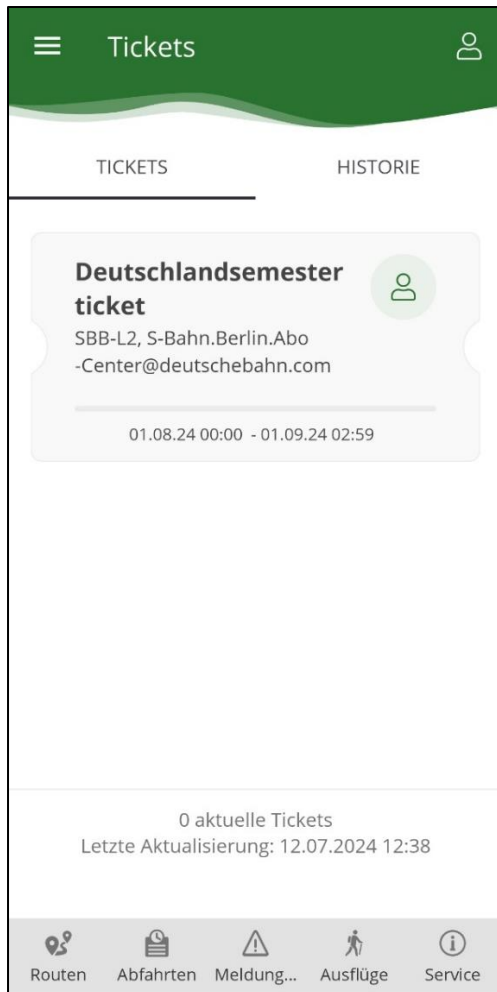 Tickets
TICKETS
HISTORIE
Deutschlandsemester
ticket
SBB-L2, S-Bahn.Berlin.Abo
-Center@deutschebahn.com
01.08.24 00:00 - 01.09.24 02:59
0 aktuelle Tickets
Letzte Aktualisierung: 12.07.2024 12:38
Routen
Abfahrten
Meldung...
Ausflüge
Service